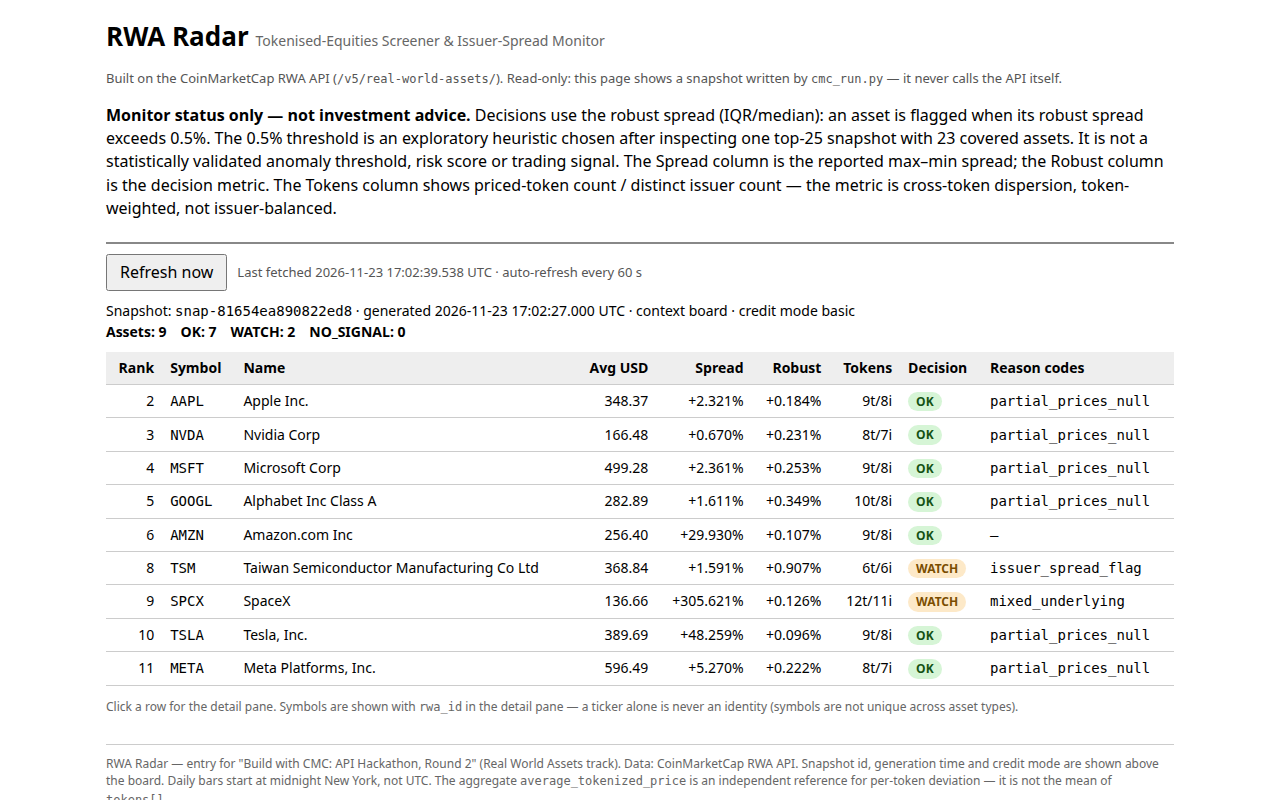 RWA Radar Tokenised-Equities Screener & Issuer-Spread Monitor
Built on the CoinMarketCap RWA API (/v5/real-world-assets/). Read-only: this page shows a snapshot written by cmc_run.py — it never calls the API itself.
Monitor status only — not investment advice. Decisions use the robust spread (IQR/median): an asset is flagged when its robust spread
exceeds 0.5%. The 0.5% threshold is an exploratory heuristic chosen after inspecting one top-25 snapshot with 23 covered assets. It is not a
statistically validated anomaly threshold, risk score or trading signal. The Spread column is the reported max–min spread; the Robust column
is the decision metric. The Tokens column shows priced-token count / distinct issuer count — the metric is cross-token dispersion, token-
weighted, not issuer-balanced.
Refresh now Last fetched 2026-11-23 17:02:39.538 UTC · auto-refresh every 60 s
Snapshot: snap-81654ea890822ed8 · generated 2026-11-23 17:02:27.000 UTC · context board · credit mode basic
Assets: 9 OK: 7 WATCH: 2 NO_SIGNAL: 0
Rank Symbol Name Avg USD Spread Robust Tokens Decision Reason codes
2 AAPL Apple Inc. 348.37 +2.321% +0.184% 9t/8i OK partial_prices_null
3 NVDA Nvidia Corp 166.48 +0.670% +0.231% 8t/7i OK partial_prices_null
4 MSFT Microsoft Corp 499.28 +2.361% +0.253% 9t/8i OK partial_prices_null
5 GOOGL Alphabet Inc Class A 282.89 +1.611% +0.349% 10t/8i OK partial_prices_null
6 AMZN Amazon.com Inc 256.40 +29.930% +0.107% 9t/8i OK —
8 TSM Taiwan Semiconductor Manufacturing Co Ltd 368.84 +1.591% +0.907% 6t/6i WATCH issuer_spread_flag
9 SPCX SpaceX 136.66 +305.621% +0.126% 12t/11i WATCH mixed_underlying
10 TSLA Tesla, Inc. 389.69 +48.259% +0.096% 9t/8i OK partial_prices_null
11 META Meta Platforms, Inc. 596.49 +5.270% +0.222% 8t/7i OK partial_prices_null
Click a row for the detail pane. Symbols are shown with rwa_id in the detail pane — a ticker alone is never an identity (symbols are not unique across asset types).
RWA Radar — entry for "Build with CMC: API Hackathon, Round 2" (Real World Assets track). Data: CoinMarketCap RWA API. Snapshot id, generation time and credit mode are shown above
the board. Daily bars start at midnight New York, not UTC. The aggregate average_tokenized_price is an independent reference for per-token deviation — it is not the mean of
tokens[]